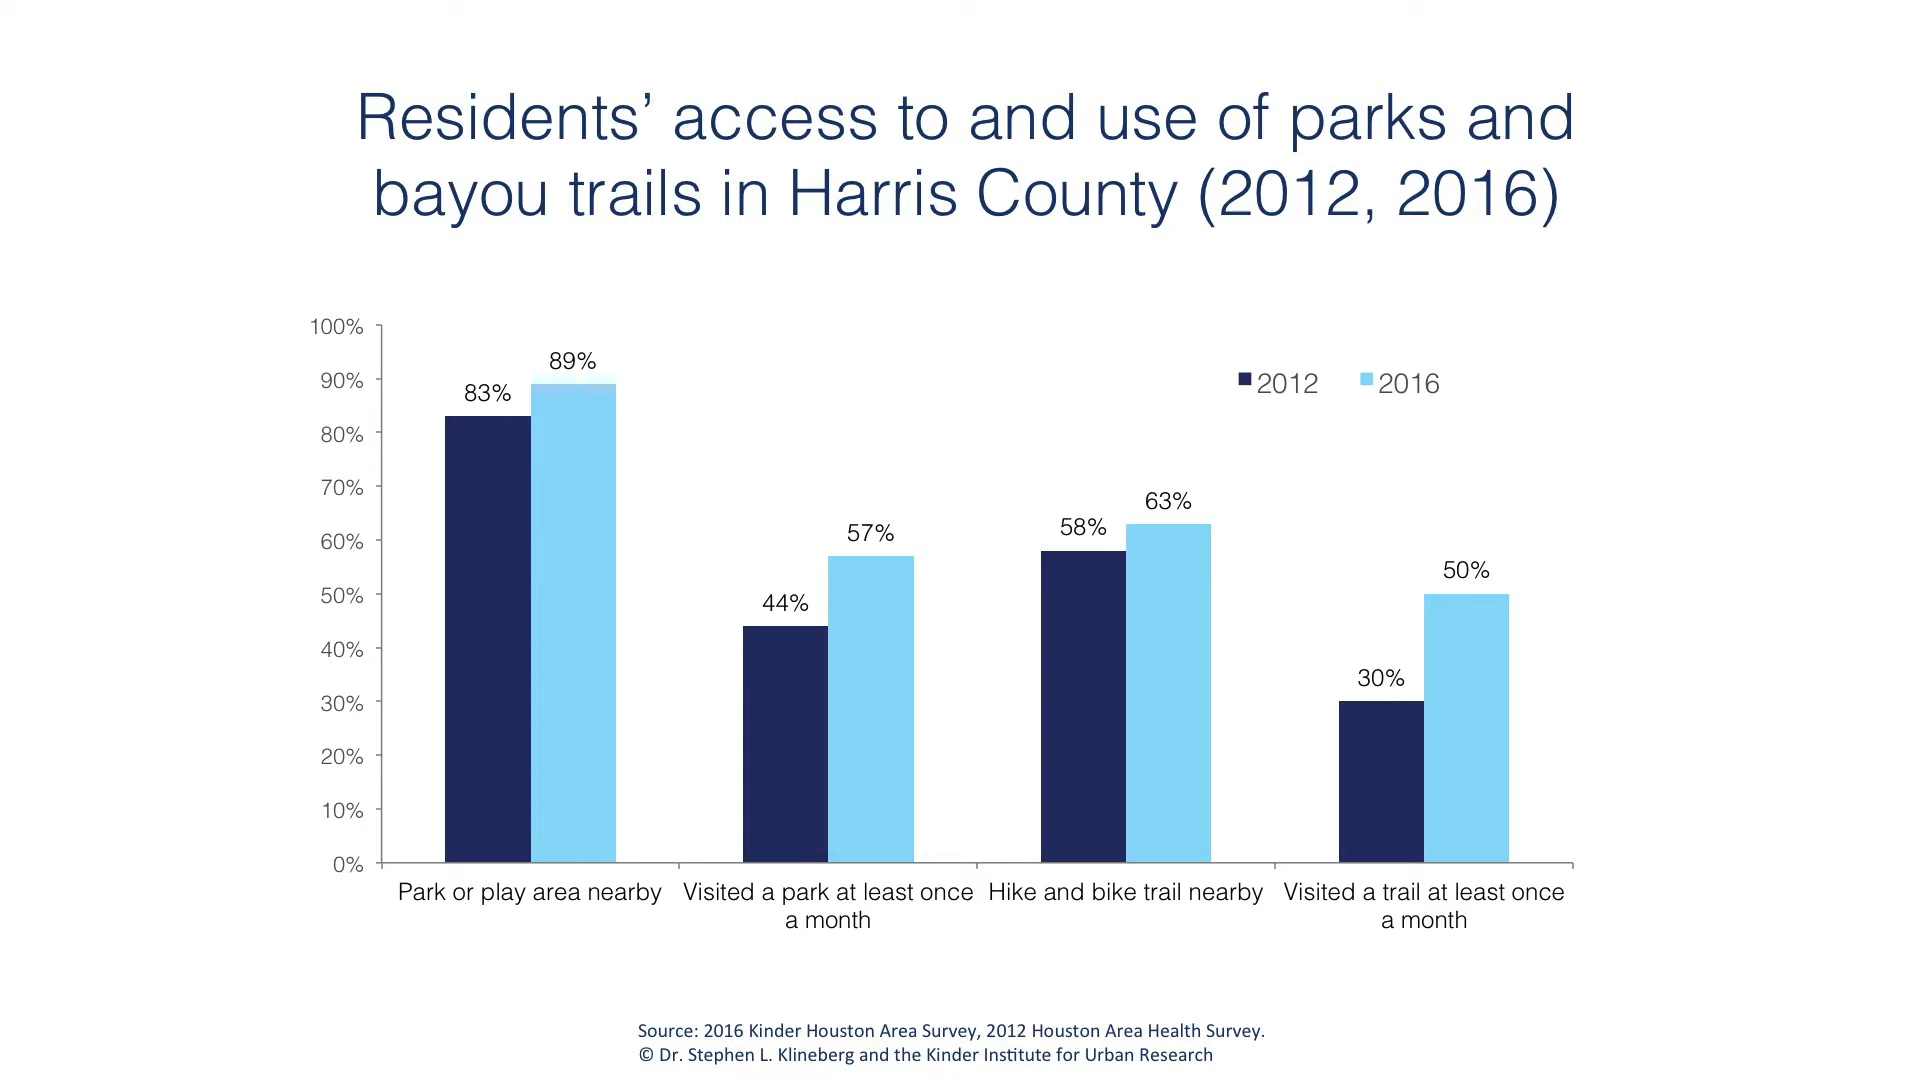 Residents’ access to and use of parks and
bayou trails in Harris County (2012, 2016)
100%
90%
80%
70%
60%
50%
40%
30%
20%
10%
0%
83%
89%
44%
57%
58%
63%
30%
50%
2012
2016
Park or play area nearby
Visited a park at least once
a month
Hike and bike trail nearby
Visited a trail at least once
a month
Source: 2016 Kinder Houston Area Survey, 2012 Houston Area Health Survey.
© Dr. Stephen L. Klineberg and the Kinder Institute for Urban Research